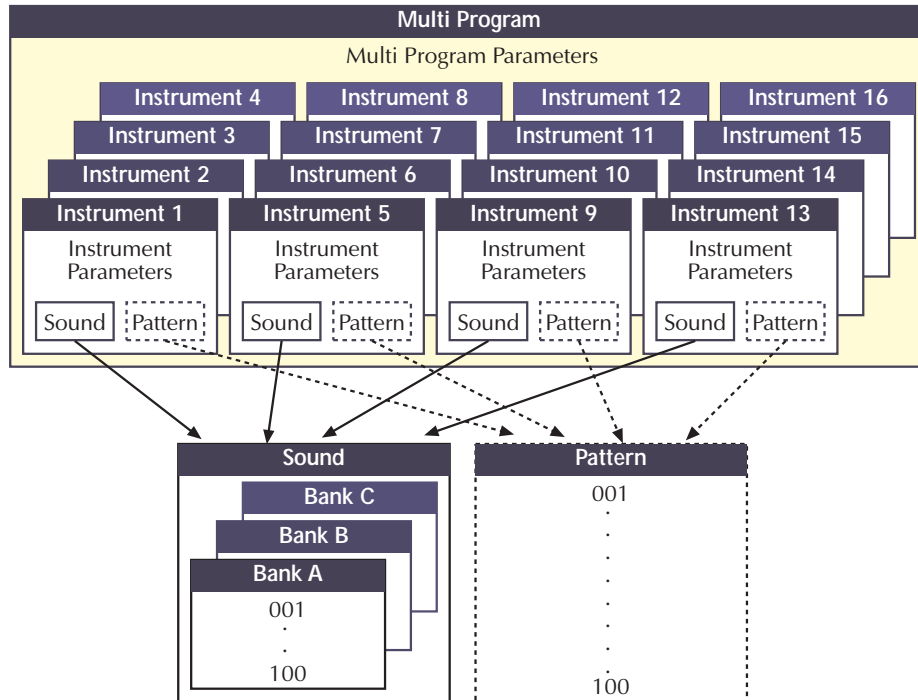 Multi Program
Multi Program Parameters
Instrument 4 Instrument 8 Instrument 12 Instrument 16
Instrument 3 Instrument 7 Instrument 11 Instrument 15
Instrument 2 Instrument 6 Instrument 10 Instrument 14
Instrument 1 Instrument 5 Instrument 9 Instrument 13
Instrument Instrument Instrument Instrument
Parameters Parameters Parameters Parameters
Sound Pattern Sound Pattern Sound Pattern Sound Pattern
Sound Pattern
Bank C 001
Bank B
Bank A
001
100 100